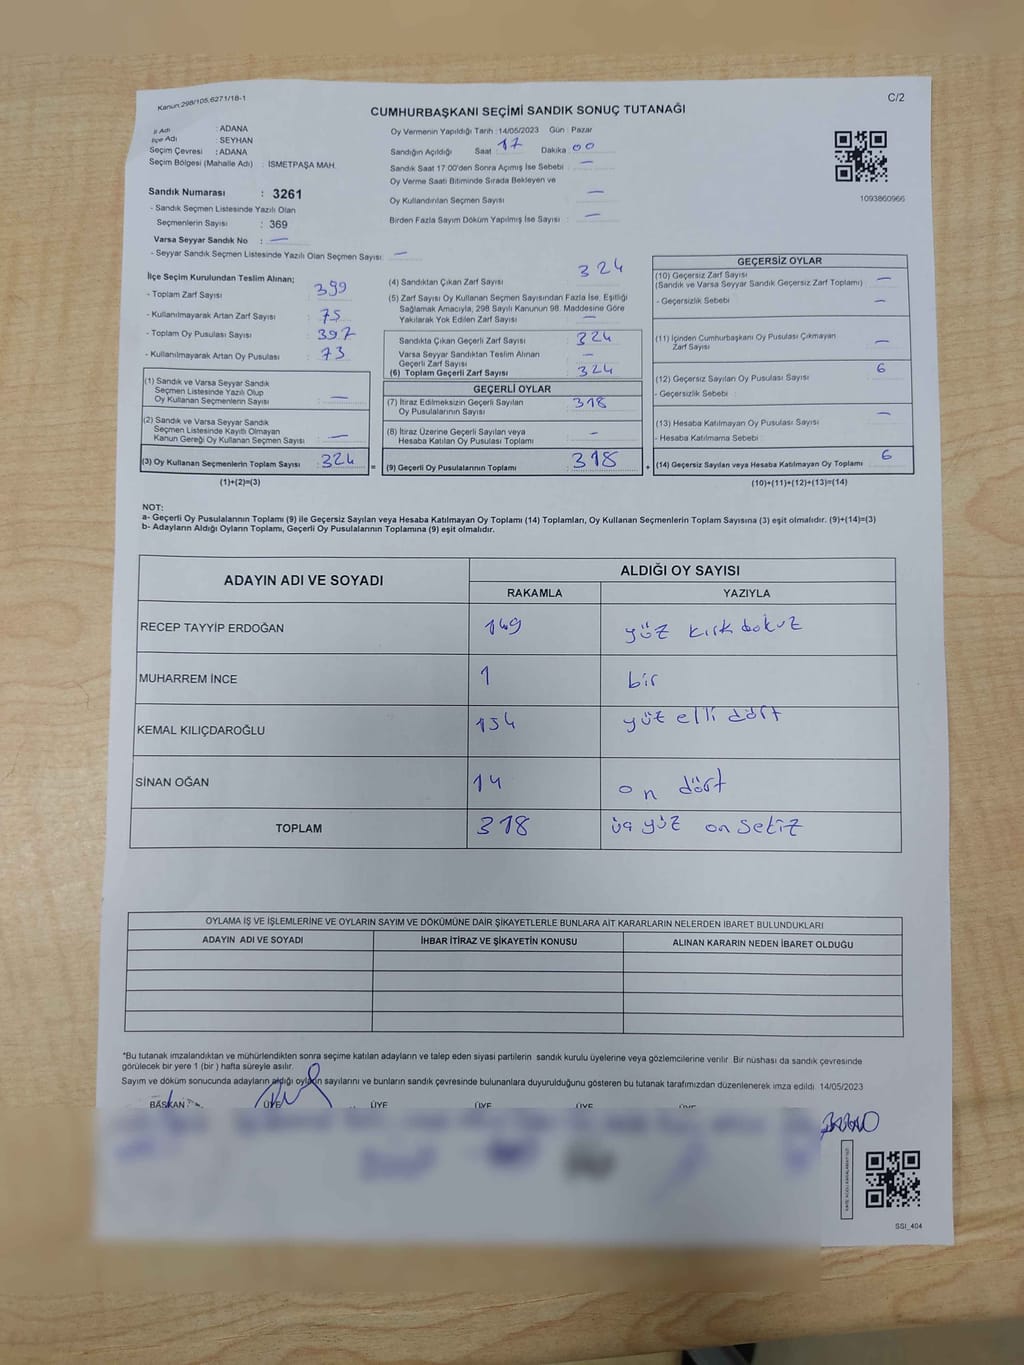 Kanun:298/105,6271/18-1
C/2
CUMHURBAŞKANI SEÇİMİ SANDIK SONUÇ TUTANAĞI
İl Adı : ADANA
İlçe Adı : SEYHAN
Seçim Çevresi : ADANA
Seçim Bölgesi (Mahalle Adı) : İSMETPAŞA MAH.
Oy Vermenin Yapıldığı Tarih :14/05/2023 Gün : Pazar
Sandığın Açıldığı Saat : 17 Dakika : 00
Sandık Saat 17.00'den Sonra Açımış İse Sebebi : —
Oy Verme Saati Bitiminde Sırada Bekleyen ve
Oy Kullandırılan Seçmen Sayısı : —
Birden Fazla Sayım Döküm Yapılmış İse Sayısı : —
1093860966
Sandık Numarası : 3261
- Sandık Seçmen Listesinde Yazılı Olan
Seçmenlerin Sayısı : 369
Varsa Seyyar Sandık No : —
- Seyyar Sandık Seçmen Listesinde Yazılı Olan Seçmen Sayısı: —
İlçe Seçim Kurulundan Teslim Alınan;
- Toplam Zarf Sayısı : 399
- Kullanılmayarak Artan Zarf Sayısı : 75
- Toplam Oy Pusulası Sayısı : 397
- Kullanılmayarak Artan Oy Pusulası : 73
(1) Sandık ve Varsa Seyyar Sandık
Seçmen Listesinde Yazılı Olup
Oy Kullanan Seçmenlerin Sayısı : —
(2) Sandık ve Varsa Seyyar Sandık
Seçmen Listesinde Kayıtlı Olmayan
Kanun Gereği Oy Kullanan Seçmen Sayısı : —
(3) Oy Kullanan Seçmenlerin Toplam Sayısı : 324
(1)+(2)=(3)
(4) Sandıktan Çıkan Zarf Sayısı : 324
(5) Zarf Sayısı Oy Kullanan Seçmen Sayısından Fazla İse, Eşitliği
Sağlamak Amacıyla; 298 Sayılı Kanunun 98. Maddesine Göre
Yakılarak Yok Edilen Zarf Sayısı : —
Sandıkta Çıkan Geçerli Zarf Sayısı : 324
Varsa Seyyar Sandıktan Teslim Alınan
Geçerli Zarf Sayısı : —
(6) Toplam Geçerli Zarf Sayısı : 324
GEÇERLİ OYLAR
(7) İtiraz Edilmeksizin Geçerli Sayılan
Oy Pusulalarının Sayısı : 318
(8) İtiraz Üzerine Geçerli Sayılan veya
Hesaba Katılan Oy Pusulası Toplamı : —
= (9) Geçerli Oy Pusulalarının Toplamı : 318
GEÇERSİZ OYLAR
(10) Geçersiz Zarf Sayısı : —
(Sandık ve Varsa Seyyar Sandık Geçersiz Zarf Toplamı)
- Geçersizlik Sebebi : —
(11) İçinden Cumhurbaşkanı Oy Pusulası Çıkmayan
Zarf Sayısı : —
(12) Geçersiz Sayılan Oy Pusulası Sayısı : 6
- Geçersizlik Sebebi :
(13) Hesaba Katılmayan Oy Pusulası Sayısı : —
- Hesaba Katılmama Sebebi :
+ (14) Geçersiz Sayılan veya Hesaba Katılmayan Oy Toplamı : 6
(10)+(11)+(12)+(13)=(14)
NOT:
a- Geçerli Oy Pusulalarının Toplamı (9) ile Geçersiz Sayılan veya Hesaba Katılmayan Oy Toplamı (14) Toplamları, Oy Kullanan Seçmenlerin Toplam Sayısına (3) eşit olmalıdır. (9)+(14)=(3)
b- Adayların Aldığı Oyların Toplamı, Geçerli Oy Pusulalarının Toplamına (9) eşit olmalıdır.
ADAYIN ADI VE SOYADI
ALDIĞI OY SAYISI
RAKAMLA YAZIYLA
RECEP TAYYİP ERDOĞAN 149 yüz kırk dokuz
MUHARREM İNCE 1 bir
KEMAL KILIÇDAROĞLU 154 yüz elli dört
SİNAN OĞAN 14 on dört
TOPLAM 318 üç yüz on sekiz
OYLAMA İŞ VE İŞLEMLERİNE VE OYLARIN SAYIM VE DÖKÜMÜNE DAİR ŞİKAYETLERLE BUNLARA AİT KARARLARIN NELERDEN İBARET BULUNDUKLARI
ADAYIN ADI VE SOYADI İHBAR İTİRAZ VE ŞİKAYETİN KONUSU ALINAN KARARIN NEDEN İBARET OLDUĞU
*Bu tutanak imzalandıktan ve mühürlendikten sonra seçime katılan adayların ve talep eden siyasi partilerin sandık kurulu üyelerine veya gözlemcilerine verilir. Bir nüshası da sandık çevresinde
görülecek bir yere 1 (bir ) hafta süreyle asılır.
Sayım ve döküm sonucunda adayların aldığı oyların sayılarını ve bunların sandık çevresinde bulunanlara duyurulduğunu gösteren bu tutanak tarafımızdan düzenlenerek imza edildi. 14/05/2023
BAŞKAN ÜYE ÜYE ÜYE ÜYE ÜYE
SSI_404